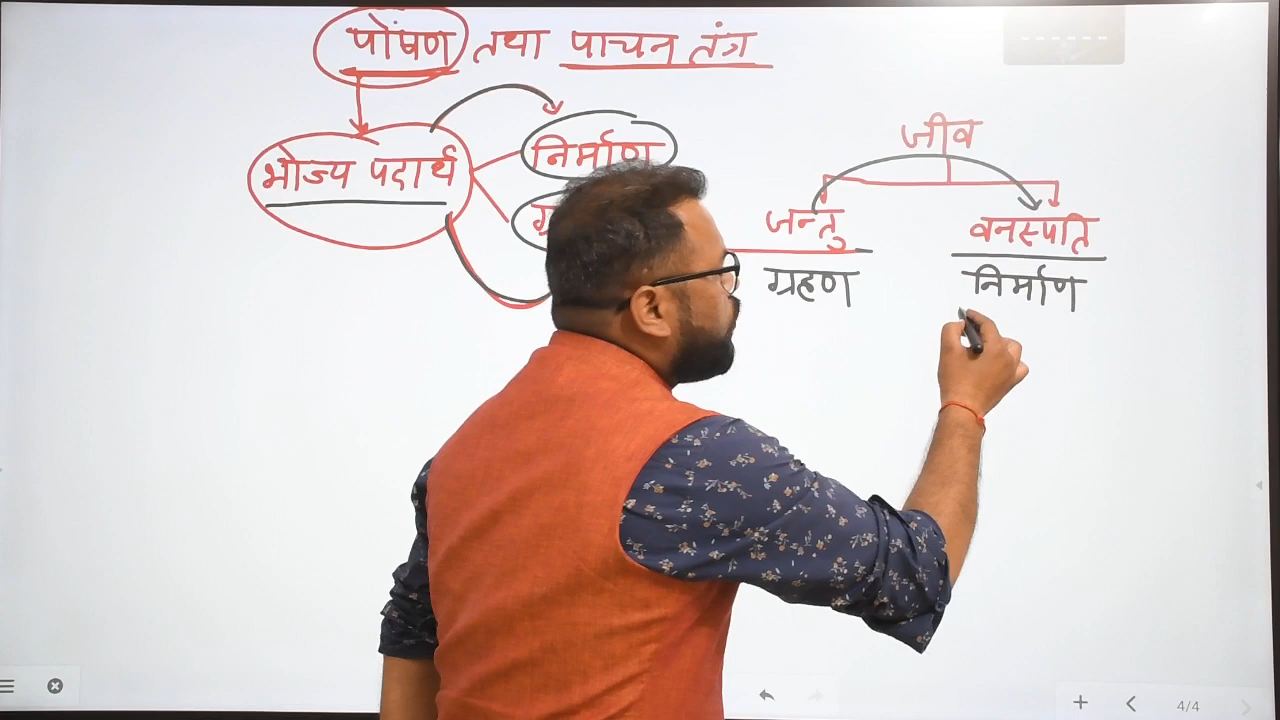 पोषण तथा पाचन तंत्र
भोज्य पदार्थ
निर्माण
जीव
जन्तु
वनस्पति
ग्रहण
निर्माण
4/4